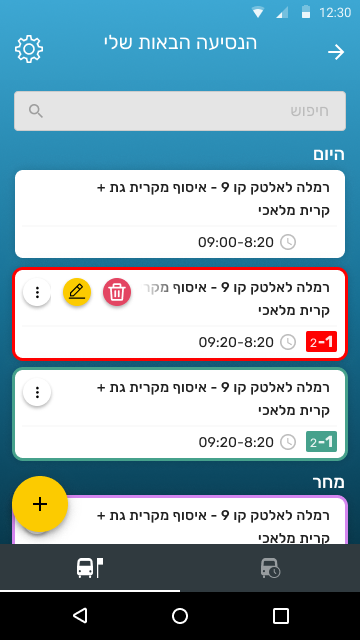 12:30
הנסיעה הבאות שלי
חיפוש
היום
רמלה לאלטק קו 9 - איסוף מקרית גת +
קרית מלאכי
09:00-8:20
רמלה לאלטק קו 9 - איסוף מקר
קרית מלאכי
09:20-8:20
2-1
רמלה לאלטק קו 9 - איסוף מקרית גת +
קרית מלאכי
09:20-8:20
2-1
מחר
רמלה לאלטק קו 9 - איסוף מקרית גת +
קרית מלאכי